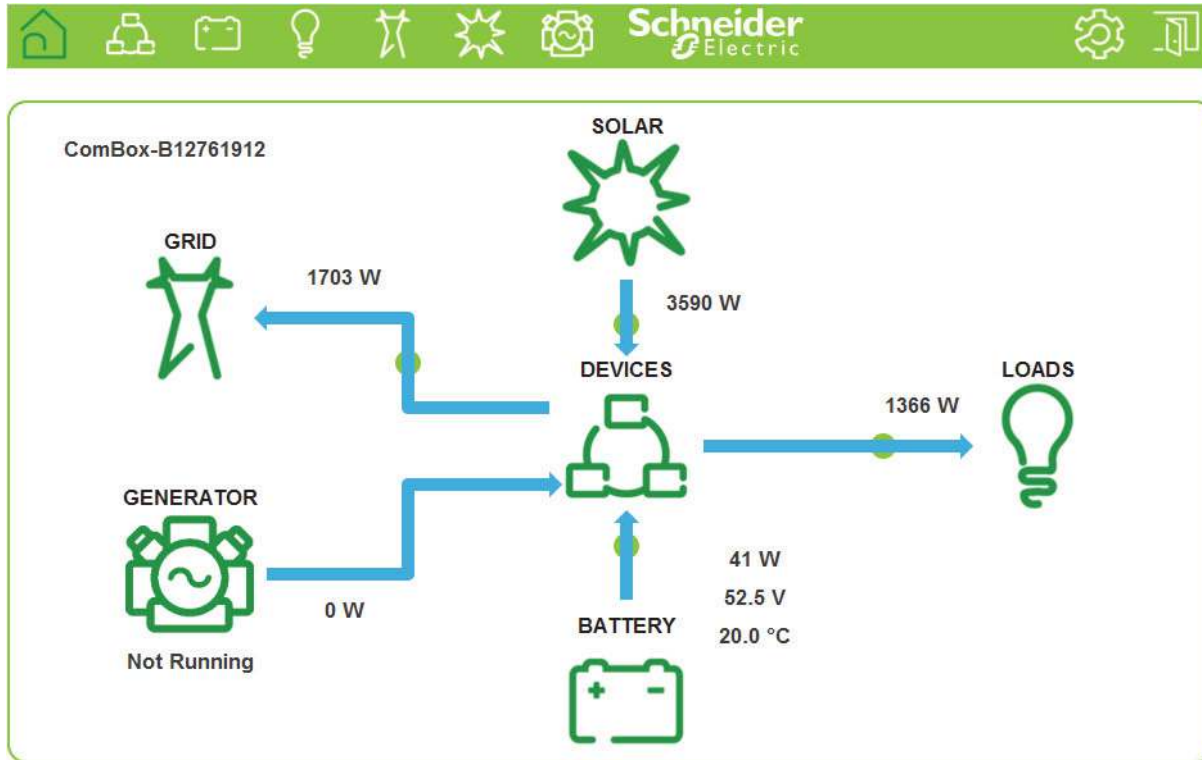 Schneider
Electric
ComBox-B12761912
SOLAR
GRID
1703 W
3590 W
DEVICES
LOADS
1366 W
GENERATOR
0 W
Not Running
41 W
52.5 V
20.0 °C
BATTERY